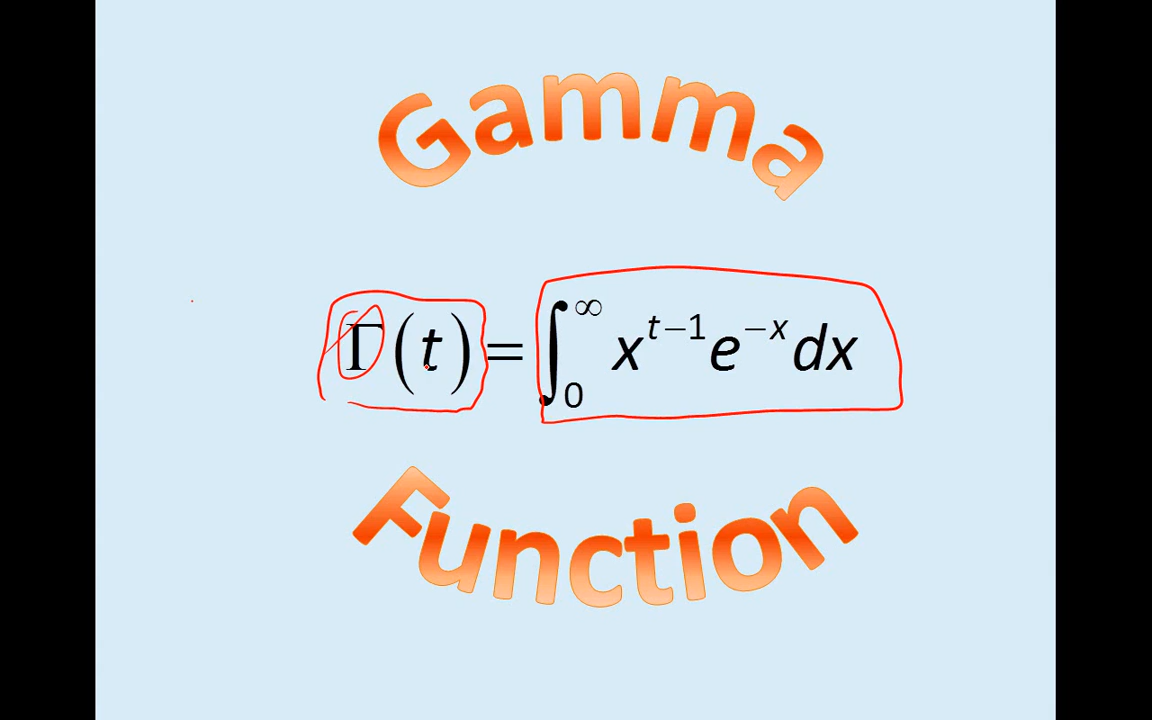 Gamma
Γ(t) = ∫₀^∞ x^{t−1} e^{−x} dx
Function